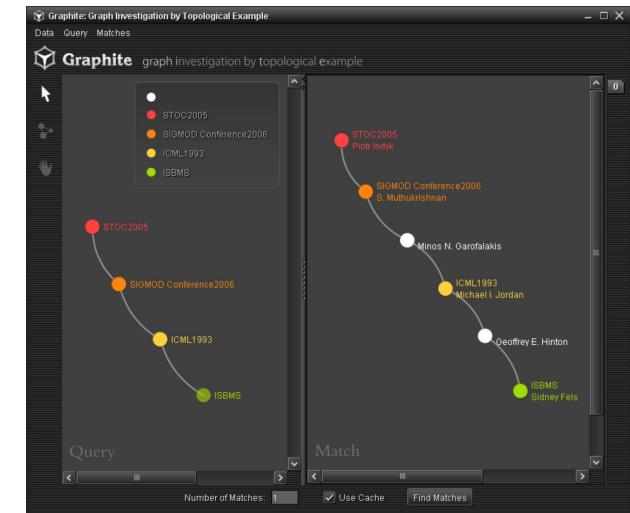 Graphite: Graph Investigation by Topological Example
Data Query Matches
Graphite graph investigation by topological example
STOC2005
SIGMOD Conference2006
ICML1993
ISBMS
STOC2005
SIGMOD Conference2006
ICML1993
ISBMS
Query
STOC2005
Piotr Indyk
SIGMOD Conference2006
S. Muthukrishnan
Minos N. Garofalakis
ICML1993
Michael I. Jordan
Geoffrey E. Hinton
ISBMS
Sidney Fels
Match
0
Number of Matches: 1 Use Cache Find Matches